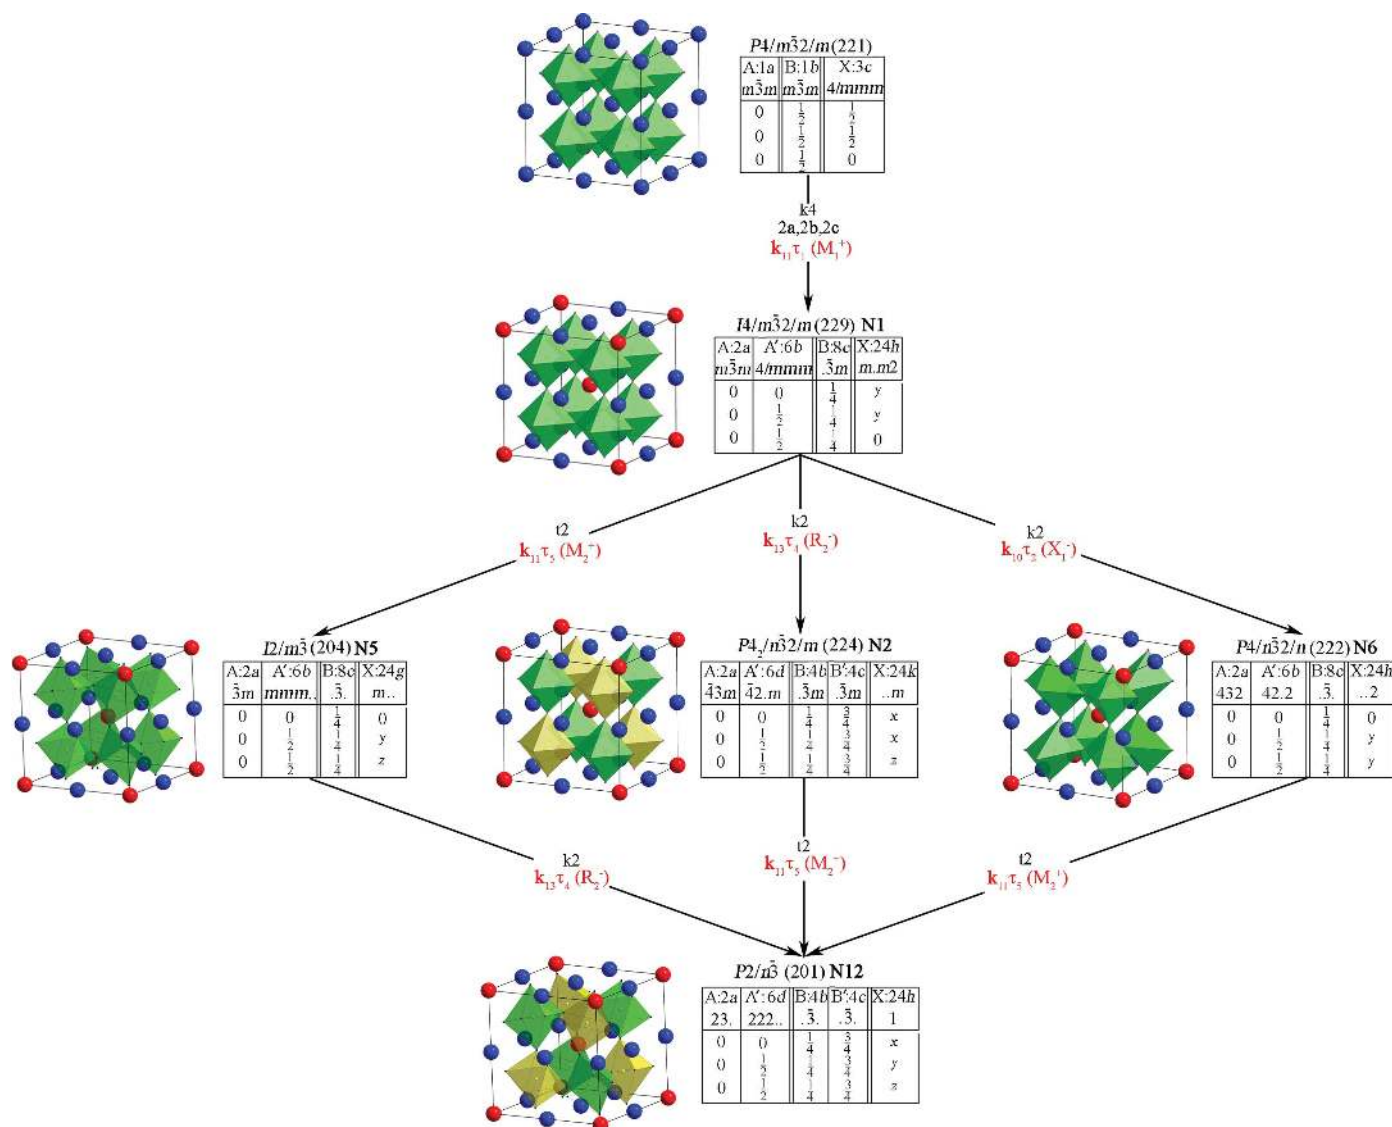 P4/m3̄2/m(221)
A:1a B:1b X:3c
m3̄m m3̄m 4/mmm
0 1/2 1/2
0 1/2 1/2
0 1/2 0
k4
2a,2b,2c
k₁₁τ₁ (M₁⁺)
I4/m3̄2/m(229) N1
A:2a A′:6b B:8c X:24h
m3̄m 4/mmm .3̄m m.m2
0 0 1/4 y
0 1/2 1/4 y
0 1/2 1/4 0
t2
k₁₁τ₅ (M₂⁺)
k2
k₁₃τ₄ (R₂⁻)
k2
k₁₀τ₂ (X₁⁻)
I2/m3̄(204) N5
A:2a A′:6b B:8c X:24g
3̄m mmm.. .3̄. m..
0 0 1/4 0
0 1/2 1/4 y
0 1/2 1/4 z
P4₂/n3̄2/m (224) N2
A:2a A′:6d B:4b B′:4c X:24k
4̄3m 4̄2.m .3̄m .3̄m ..m
0 0 1/4 3/4 x
0 1/2 1/4 3/4 x
0 1/2 1/4 3/4 z
P4/n3̄2/n (222) N6
A:2a A′:6b B:8c X:24h
432 42.2 .3̄. ..2
0 0 1/4 0
0 1/2 1/4 y
0 1/2 1/4 y
k2
k₁₃τ₄ (R₂⁻)
t2
k₁₁τ₅ (M₂⁻)
t2
k₁₁τ₅ (M₂⁺)
P2/n3̄ (201) N12
A:2a A′:6d B:4b B′:4c X:24h
23. 222.. .3̄. .3̄. 1
0 0 1/4 3/4 x
0 1/2 1/4 3/4 y
0 1/2 1/4 3/4 z